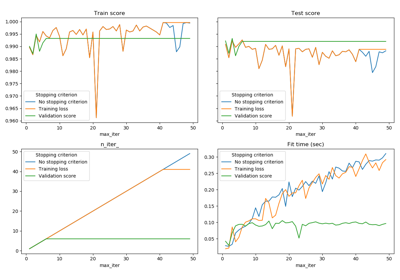 Train score
Test score
1.000
0.995
0.990
0.985
0.980
0.975
0.970
0.965
0.960
Stopping criterion
No stopping criterion
Training loss
Validation score
Stopping criterion
No stopping criterion
Training loss
Validation score
0 10 20 30 40 50
max_iter
0 10 20 30 40 50
max_iter
n_iter_
Fit time (sec)
50
40
30
20
10
0
Stopping criterion
No stopping criterion
Training loss
Validation score
0.30
0.25
0.20
0.15
0.10
0.05
Stopping criterion
No stopping criterion
Training loss
Validation score
0 10 20 30 40 50
max_iter
0 10 20 30 40 50
max_iter